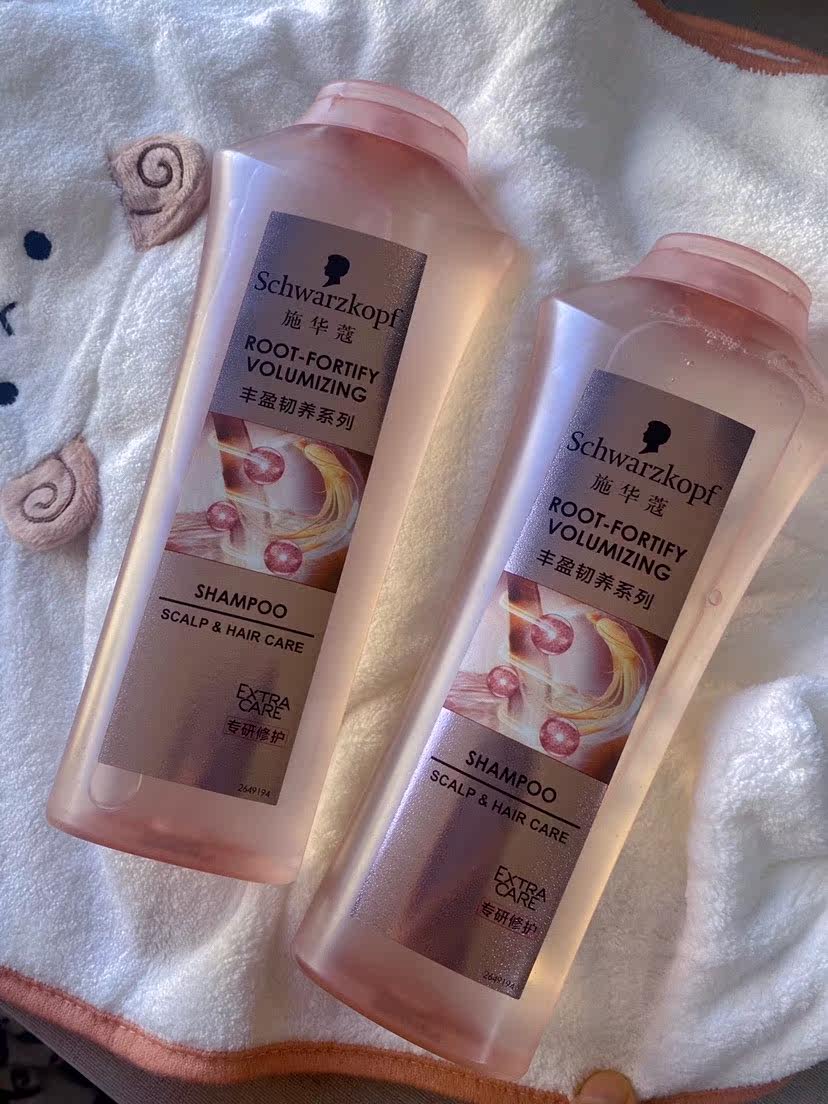 Schwarzkopf
施华蔻
ROOT-FORTIFY
VOLUMIZING
丰盈韧养系列
SHAMPOO
SCALP & HAIR CARE
EXTRA
CARE
专研修护
2649194
Schwarzkopf
施华蔻
ROOT-FORTIFY
VOLUMIZING
丰盈韧养系列
SHAMPOO
SCALP & HAIR CARE
EXTRA
CARE
专研修护
2649194